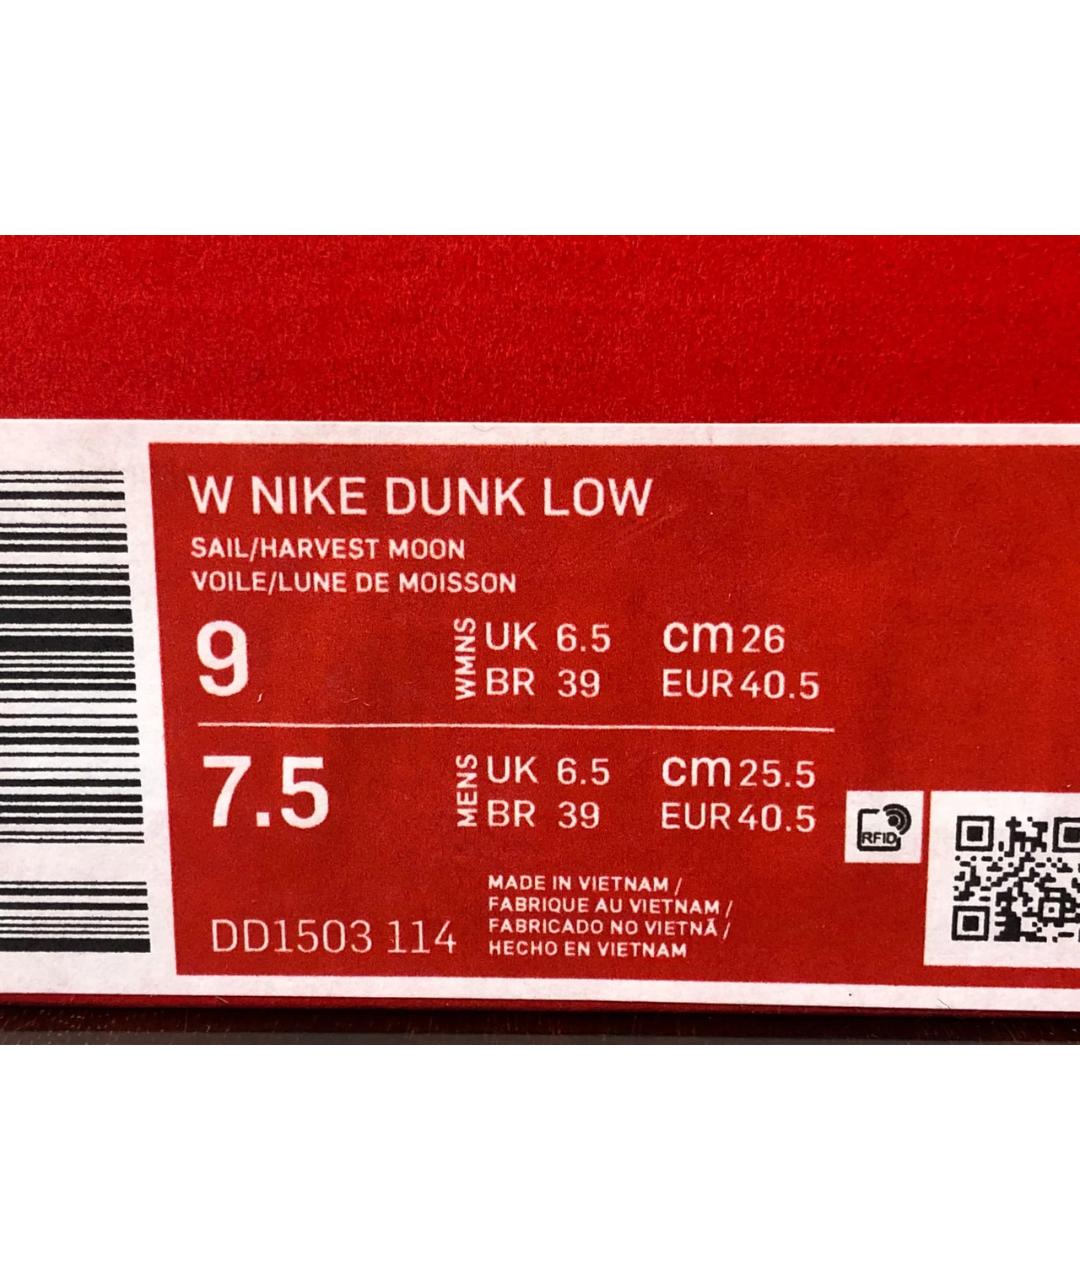 W NIKE DUNK LOW
SAIL/HARVEST MOON
VOILE/LUNE DE MOISSON
9
WMNS
UK 6.5 cm 26
BR 39 EUR 40.5
7.5
MENS
UK 6.5 cm 25.5
BR 39 EUR 40.5
RFID
DD1503 114
MADE IN VIETNAM /
FABRIQUE AU VIETNAM /
FABRICADO NO VIETNÃ /
HECHO EN VIETNAM